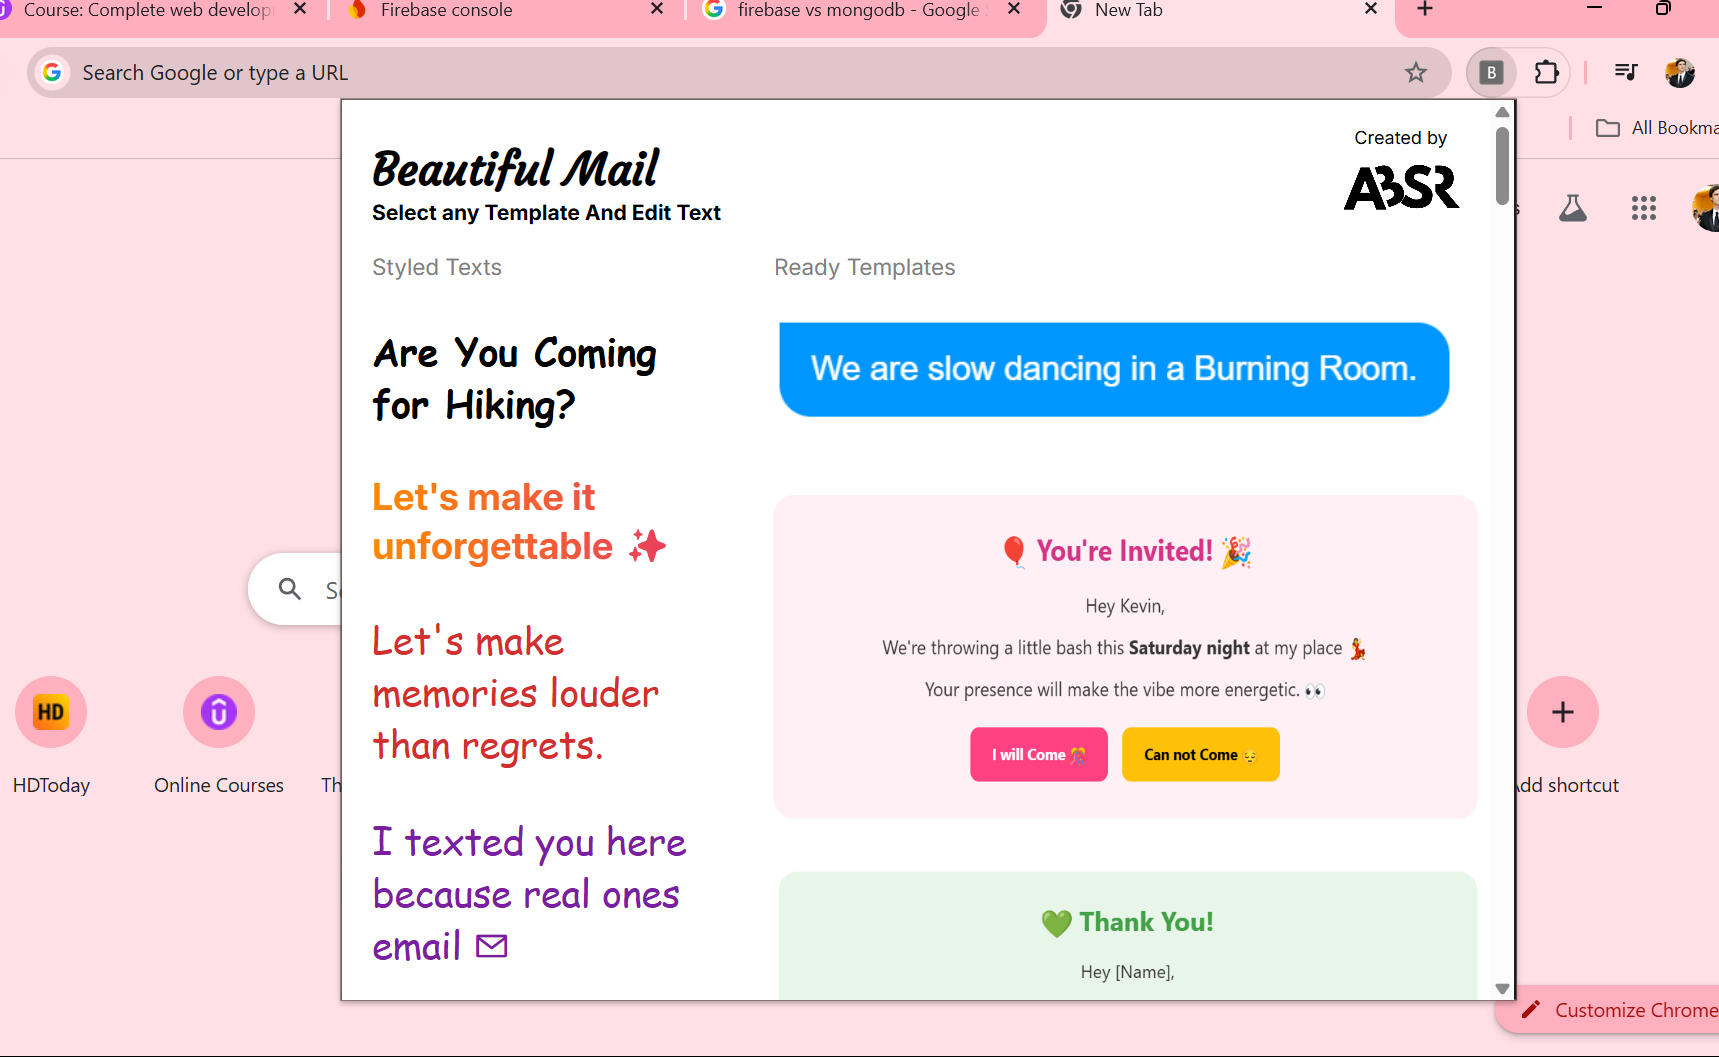 Course: Complete web develop
Firebase console
firebase vs mongodb - Google
New Tab
Search Google or type a URL
B
All Bookma
Beautiful Mail
Select any Template And Edit Text
Created by
ABSR
Styled Texts
Ready Templates
Are You Coming
for Hiking?
Let's make it
unforgettable ✨
Let's make
memories louder
than regrets.
I texted you here
because real ones
email ✉
We are slow dancing in a Burning Room.
🎈 You're Invited! 🎉
Hey Kevin,
We're throwing a little bash this Saturday night at my place 💃
Your presence will make the vibe more energetic. 👀
I will Come 🎊
Can not Come 😔
💚 Thank You!
Hey [Name],
HD
HDToday
Online Courses
Th
Add shortcut
Customize Chrome